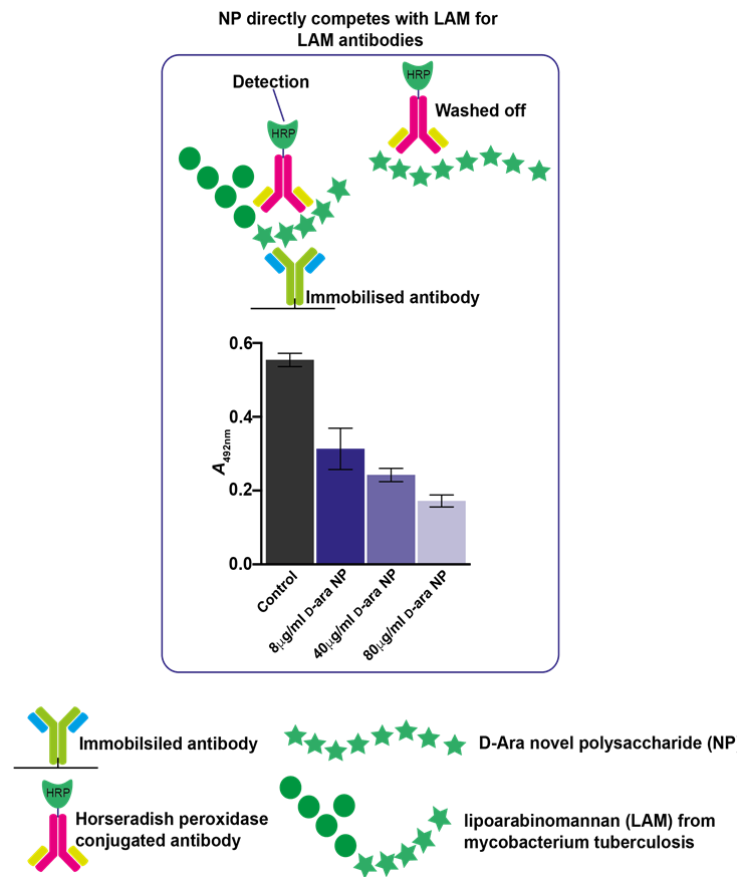 NP directly competes with LAM for
LAM antibodies
Detection
HRP
HRP
Washed off
Immobilised antibody
0.6
0.4
0.2
0.0
A492nm
Control
8μg/ml D-ara NP
40μg/ml D-ara NP
80μg/ml D-ara NP
Immobilsiled antibody
D-Ara novel polysaccharide (NP
HRP
Horseradish peroxidase
conjugated antibody
lipoarabinomannan (LAM) from
mycobacterium tuberculosis